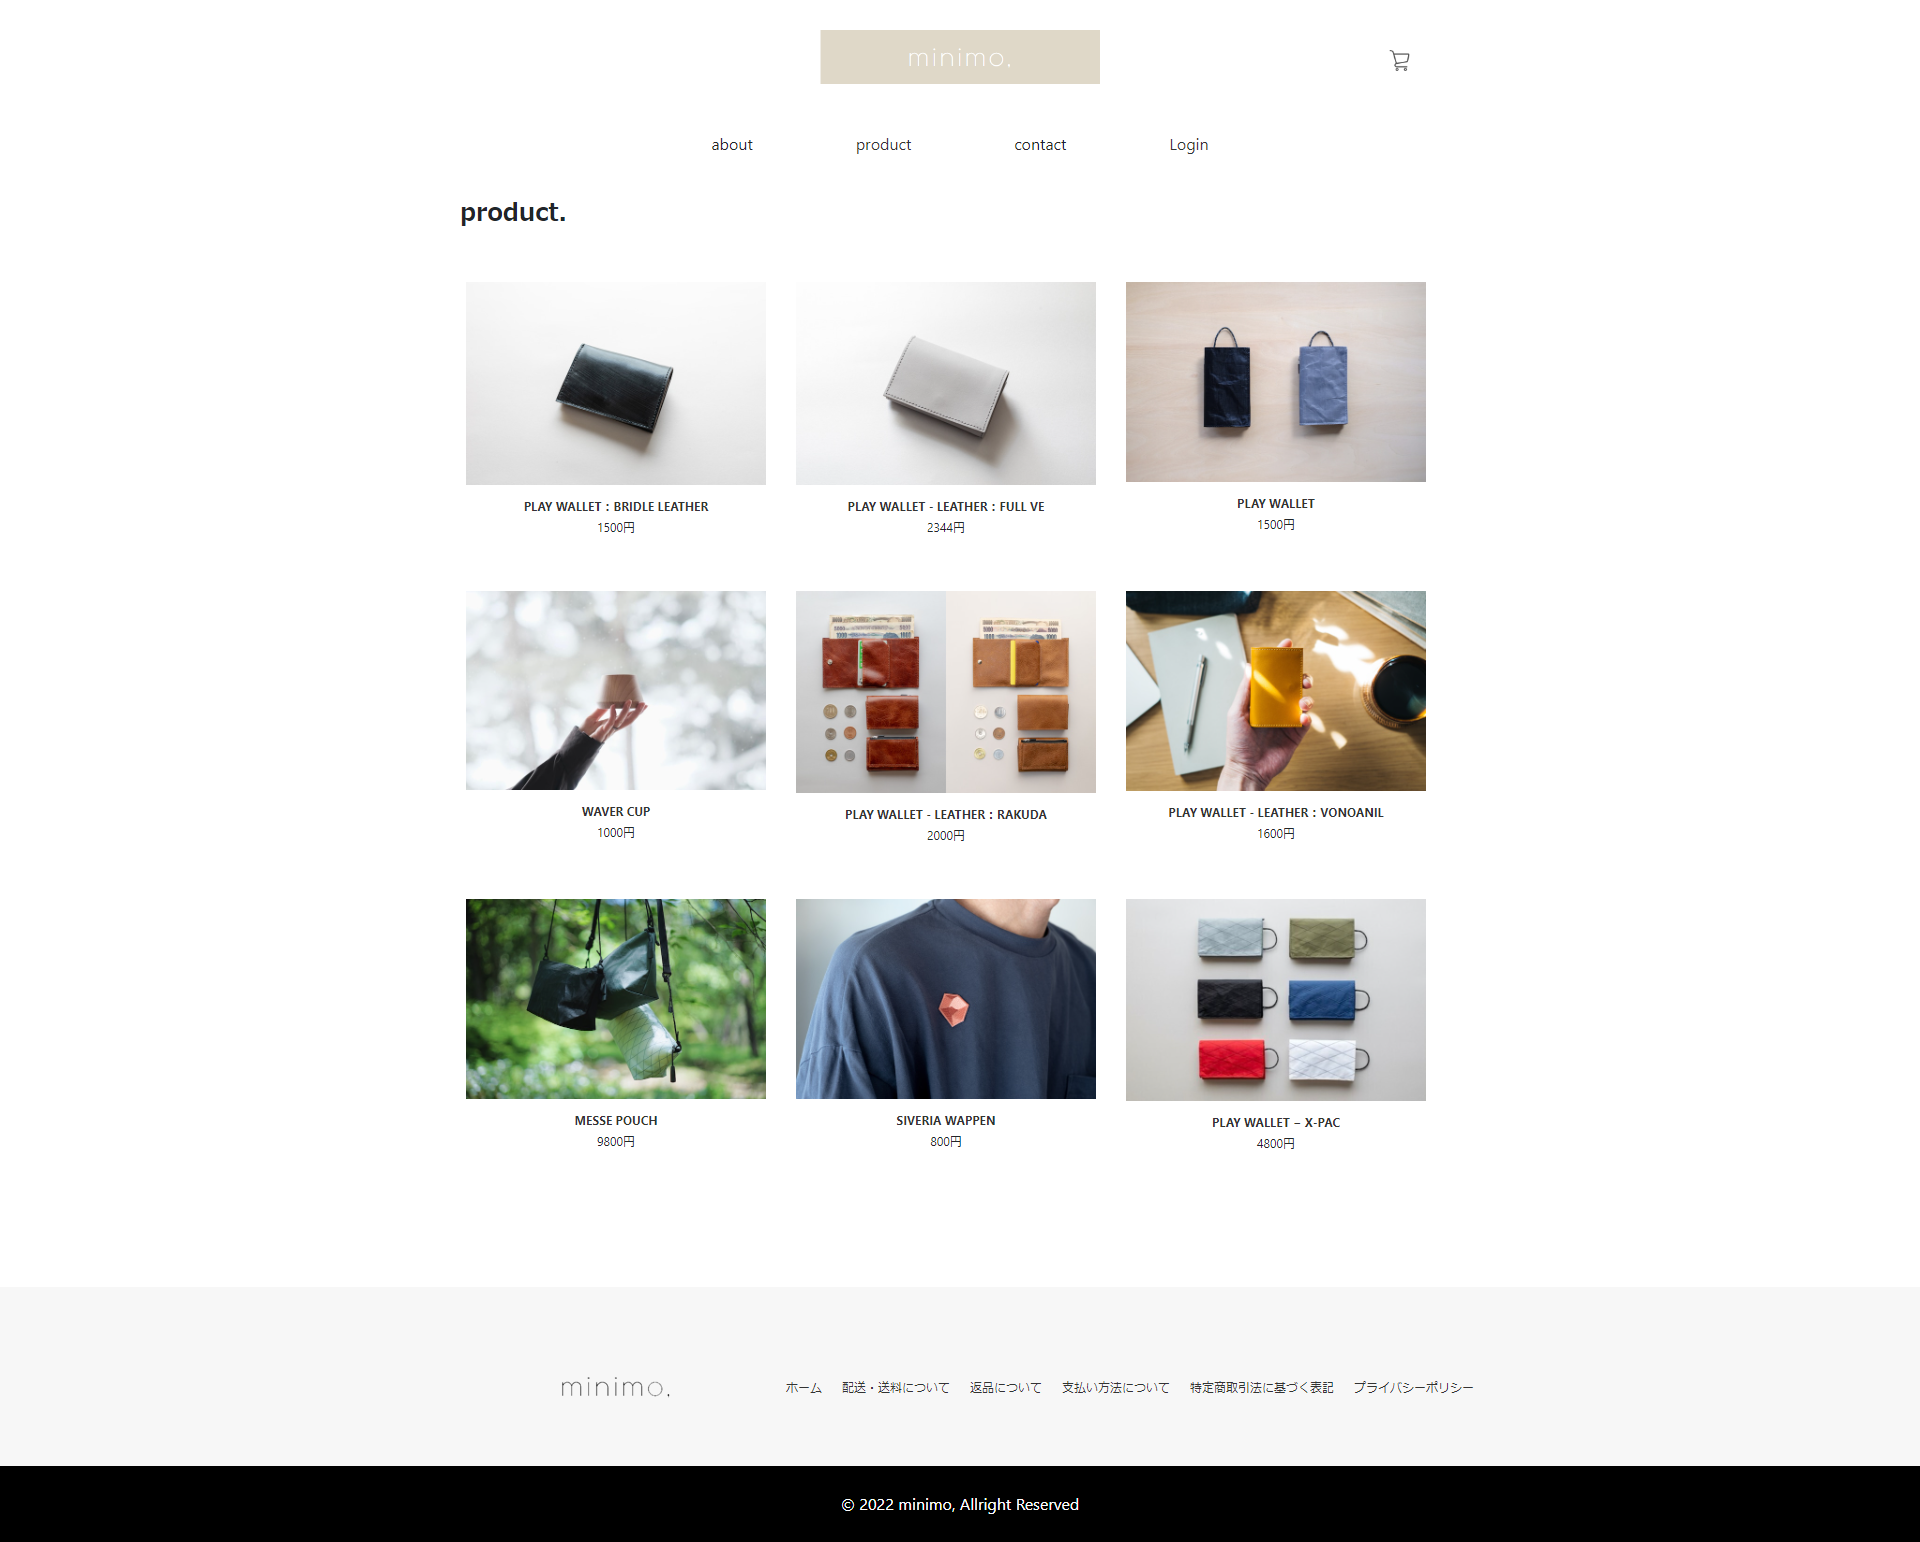 minimo.
about product contact Login
product.
PLAY WALLET : BRIDLE LEATHER
1500円
PLAY WALLET - LEATHER : FULL VE
2344円
PLAY WALLET
1500円
WAVER CUP
1000円
PLAY WALLET - LEATHER : RAKUDA
2000円
PLAY WALLET - LEATHER : VONOANIL
1600円
MESSE POUCH
9800円
SIVERIA WAPPEN
800円
PLAY WALLET – X-PAC
4800円
minimo.
ホーム 配送・送料について 返品について 支払い方法について 特定商取引法に基づく表記 プライバシーポリシー
© 2022 minimo, Allright Reserved